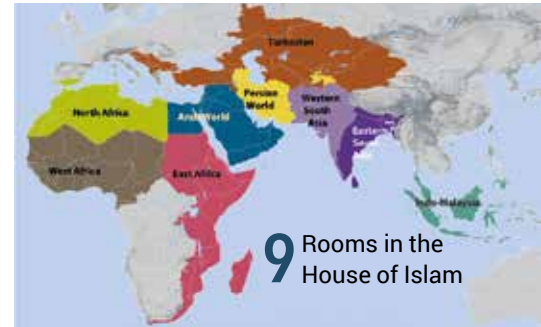 Turkestan
Persian
World
Western
South
Asia
North Africa
Arab World
Eastern
West Africa
East Africa
Indo-Malaysia
9 Rooms in the
House of Islam